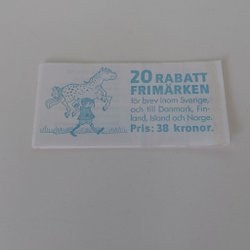 20 RABATT
FRIMÄRKEN
för brev inom Sverige,
och till Danmark, Fin-
land, Island och Norge.
Pris: 38 kronor.